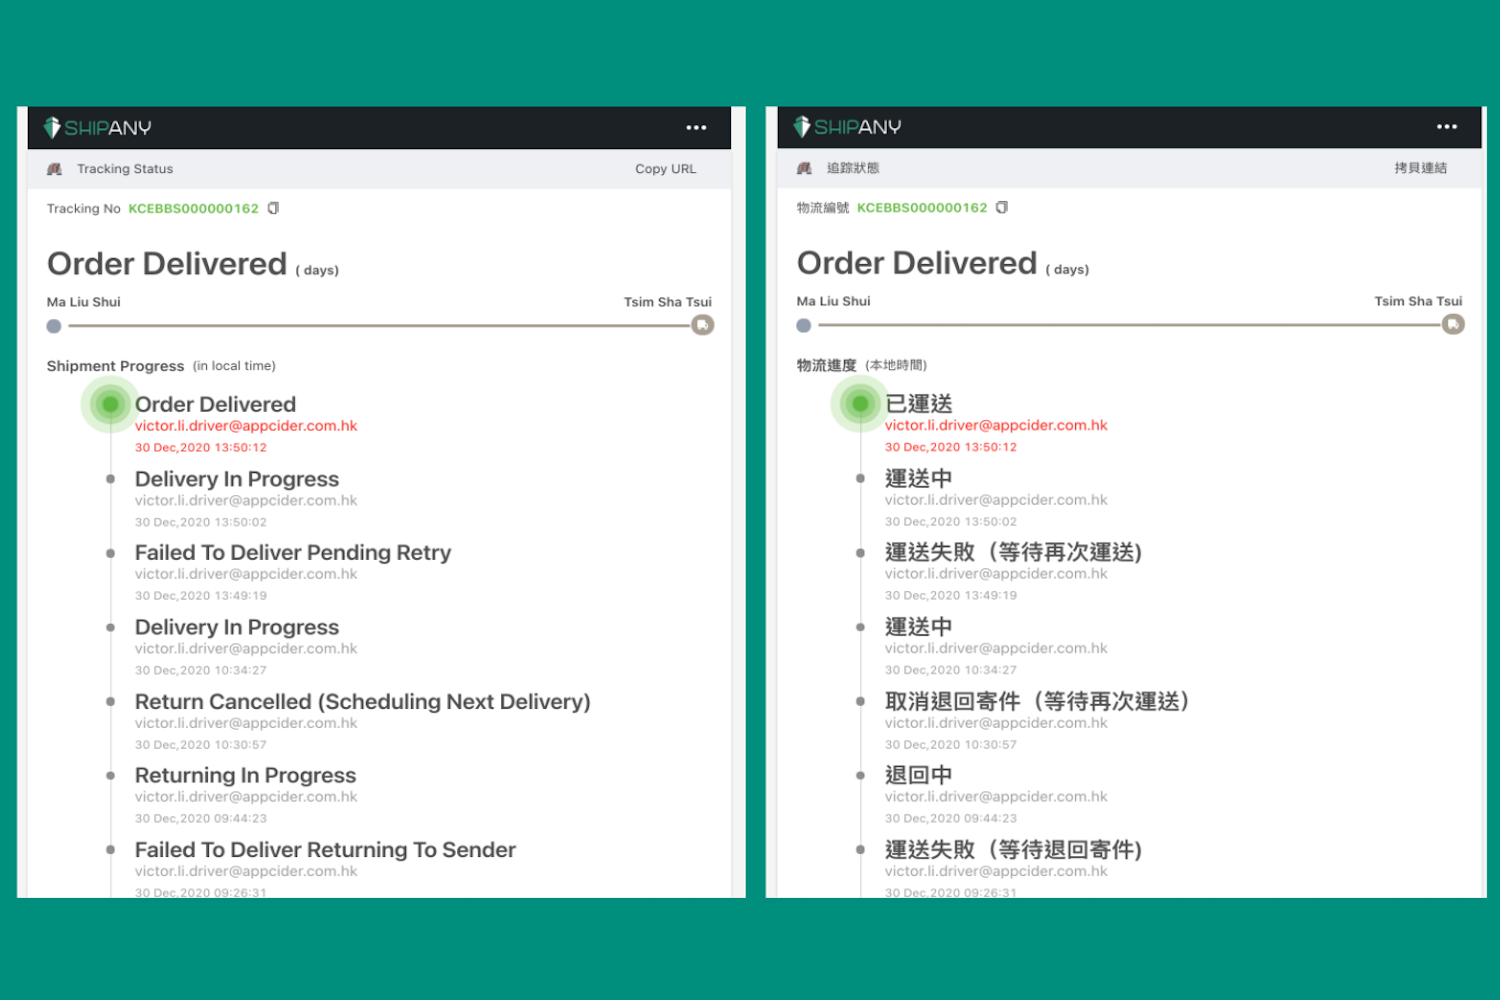 SHIPANY
Tracking Status
Copy URL
Tracking No KCEBBS000000162
Order Delivered ( days)
Ma Liu Shui
Tsim Sha Tsui
Shipment Progress (in local time)
Order Delivered
victor.li.driver@appcider.com.hk
30 Dec,2020 13:50:12
Delivery In Progress
victor.li.driver@appcider.com.hk
30 Dec,2020 13:50:02
Failed To Deliver Pending Retry
victor.li.driver@appcider.com.hk
30 Dec,2020 13:49:19
Delivery In Progress
victor.li.driver@appcider.com.hk
30 Dec,2020 10:34:27
Return Cancelled (Scheduling Next Delivery)
victor.li.driver@appcider.com.hk
30 Dec,2020 10:30:57
Returning In Progress
victor.li.driver@appcider.com.hk
30 Dec,2020 09:44:23
Failed To Deliver Returning To Sender
victor.li.driver@appcider.com.hk
30 Dec,2020 09:26:31
SHIPANY
追踪狀態
拷貝連結
物流編號 KCEBBS000000162
Order Delivered ( days)
Ma Liu Shui
Tsim Sha Tsui
物流進度 (本地時間)
已運送
victor.li.driver@appcider.com.hk
30 Dec,2020 13:50:12
運送中
victor.li.driver@appcider.com.hk
30 Dec,2020 13:50:02
運送失敗（等待再次運送)
victor.li.driver@appcider.com.hk
30 Dec,2020 13:49:19
運送中
victor.li.driver@appcider.com.hk
30 Dec,2020 10:34:27
取消退回寄件（等待再次運送）
victor.li.driver@appcider.com.hk
30 Dec,2020 10:30:57
退回中
victor.li.driver@appcider.com.hk
30 Dec,2020 09:44:23
運送失敗（等待退回寄件)
victor.li.driver@appcider.com.hk
30 Dec,2020 09:26:31